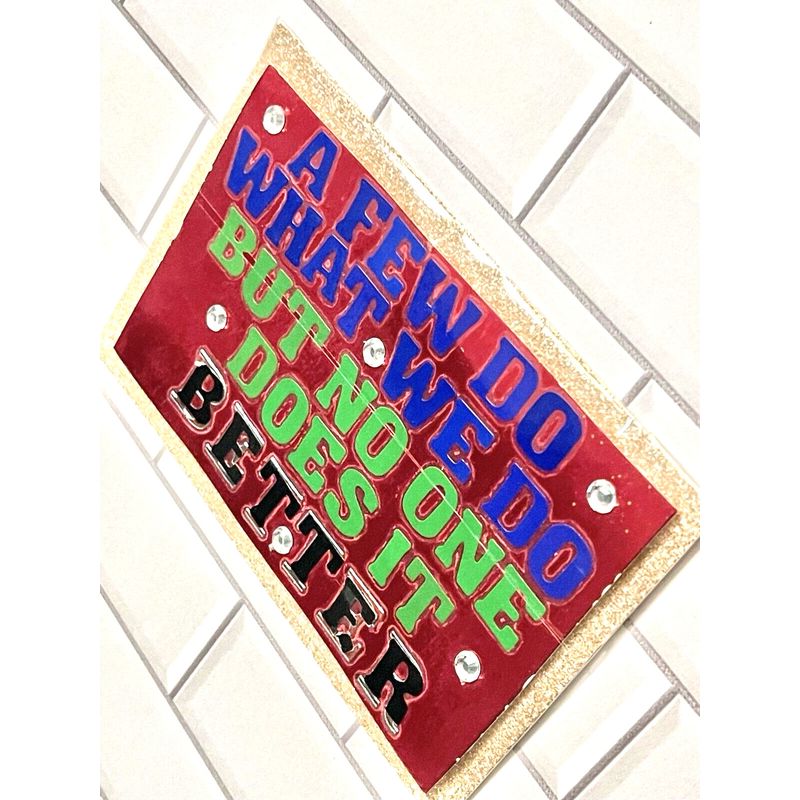 A FEW DO
WHAT WE DO
BUT NO ONE
DOES IT
BETTER